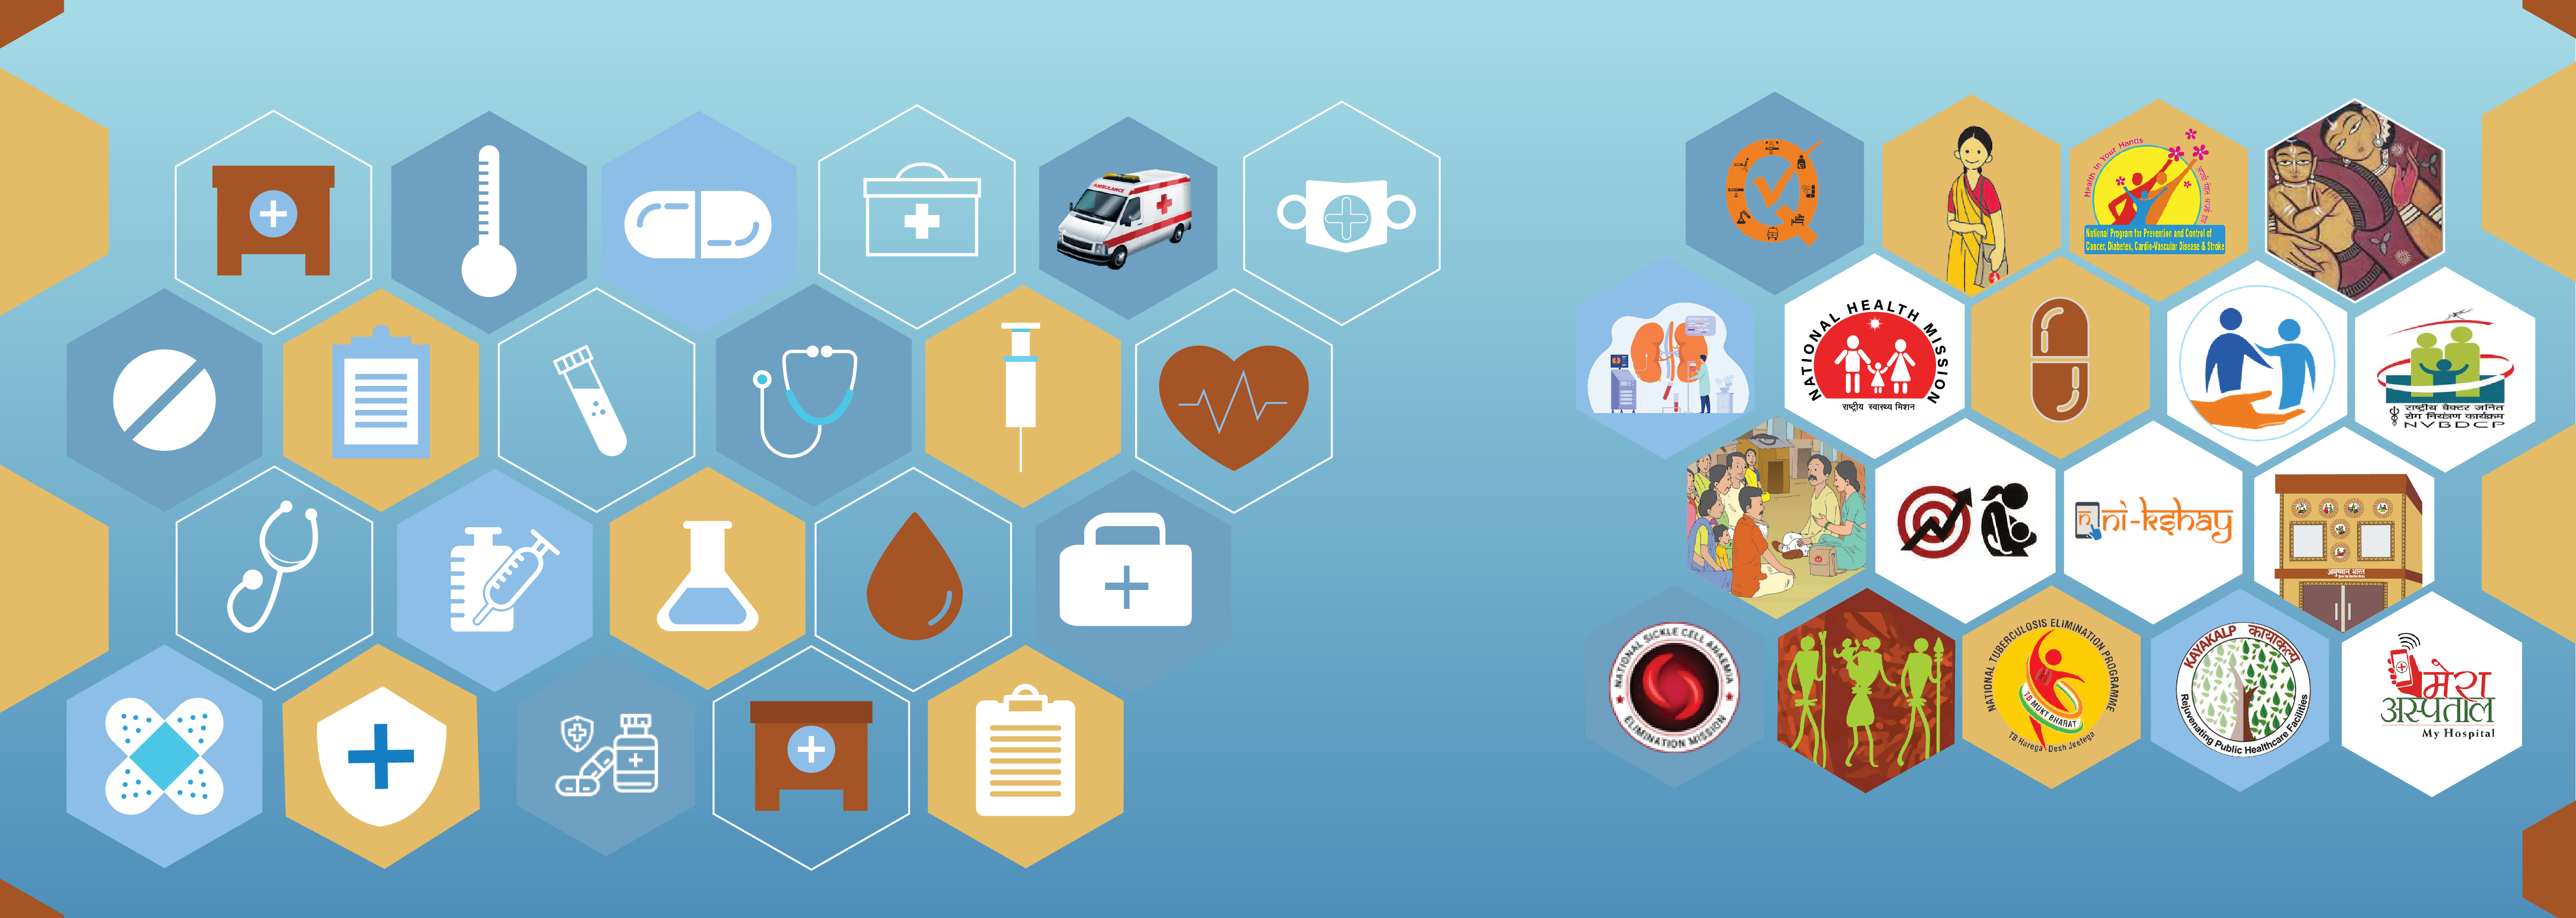 AMBULANCE
Health in Your Hands
National Program for Prevention and Control of
Cancer, Diabetes, Cardio-Vascular Disease & Stroke
NATIONAL HEALTH MISSION
राष्ट्रीय स्वास्थ्य मिशन
राष्ट्रीय वैक्टर जनित
रोग नियंत्रण कार्यक्रम
NVBDCP
n ni-kshay
आयुष्मान भारत
NATIONAL SICKLE CELL ANAEMIA
ELIMINATION MISSION
NATIONAL TUBERCULOSIS ELIMINATION PROGRAMME
TB MUKT BHARAT
TB Harega Desh Jeetega
KAYAKALP कायाकल्प
Rejuvenating Public Healthcare Facilities
मेरा
अस्पताल
My Hospital